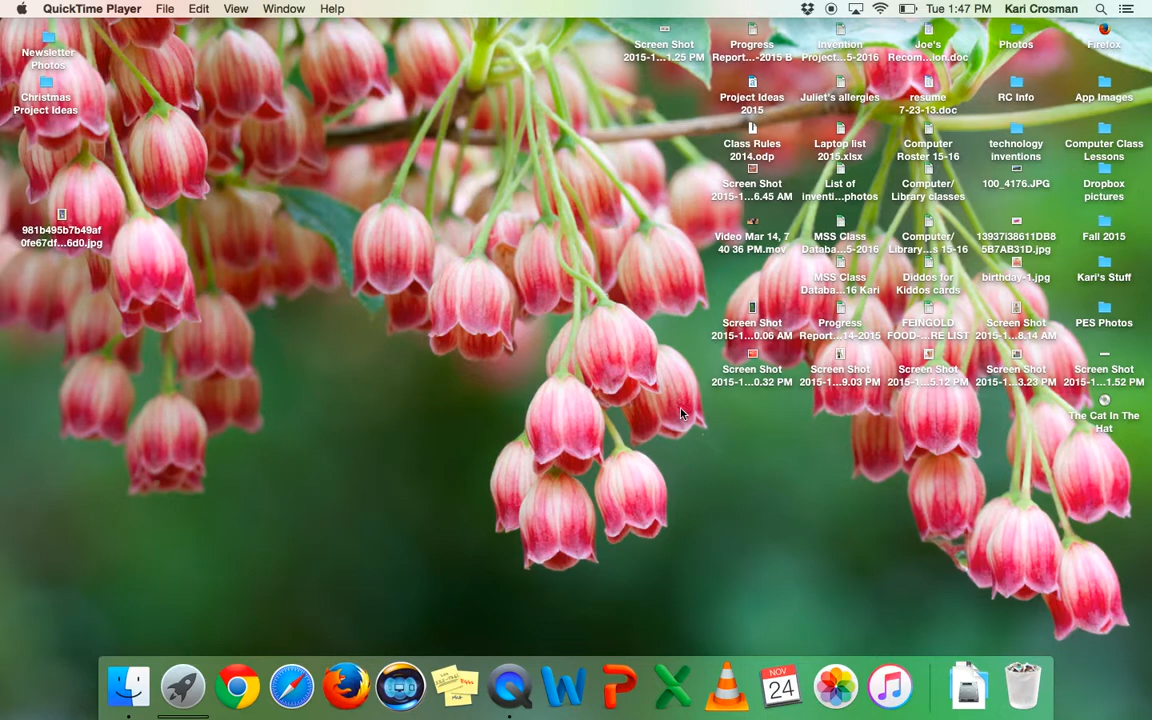 QuickTime Player File Edit View Window Help Tue 1:47 PM Kari Crosman
Newsletter
Photos
Christmas
Project Ideas
981b495b7b49af
0fe67df...6d0.jpg
Screen Shot
2015-1...1.25 PM
Progress
Report...-2015 B
Invention
Project...5-2016
Joe's
Recom...ion.doc
Photos
Firefox
Project Ideas
2015
Juliet's allergies
resume
7-23-13.doc
RC Info
App Images
Class Rules
2014.odp
Laptop list
2015.xlsx
Computer
Roster 15-16
technology
inventions
Computer Class
Lessons
Screen Shot
2015-1...6.45 AM
List of
inventi...photos
Computer/
Library classes
100_4176.JPG
Dropbox
pictures
Video Mar 14, 7
40 36 PM.mov
MSS Class
Databa...5-2016
Computer/
Library...s 15-16
13937i38611DB8
5B7AB31D.jpg
Fall 2015
MSS Class
Databa...16 Kari
Diddos for
Kiddos cards
birthday-1.jpg
Kari's Stuff
Screen Shot
2015-1...0.06 AM
Progress
Report...14-2015
FEINGOLD
FOOD-...RE LIST
Screen Shot
2015-1...8.14 AM
PES Photos
Screen Shot
2015-1...0.32 PM
Screen Shot
2015-1...9.03 PM
Screen Shot
2015-1...5.12 PM
Screen Shot
2015-1...3.23 PM
Screen Shot
2015-1...1.52 PM
The Cat In The
Hat
NOV
24